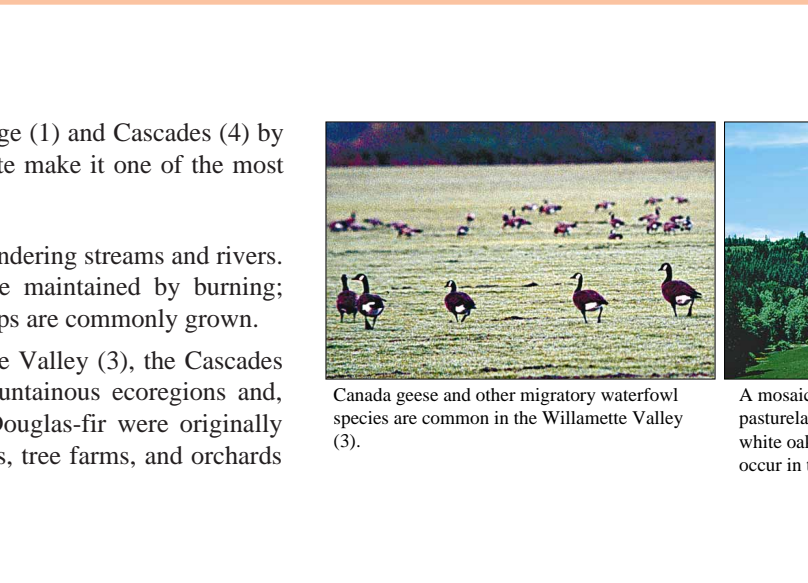 ge (1) and Cascades (4) by
te make it one of the most
ndering streams and rivers.
e maintained by burning;
ps are commonly grown.
e Valley (3), the Cascades
untainous ecoregions and,
Douglas-fir were originally
s, tree farms, and orchards
Canada geese and other migratory waterfowl
species are common in the Willamette Valley
(3).
A mosaic
pasturela
white oal
occur in